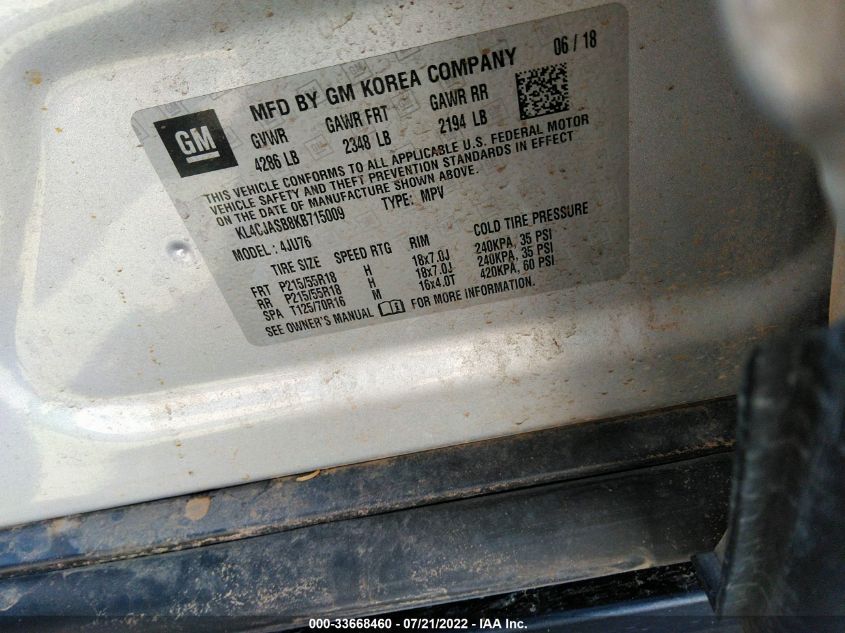 GM
MFD BY GM KOREA COMPANY 06 / 18
GVWR GAWR FRT GAWR RR
4286 LB 2348 LB 2194 LB
THIS VEHICLE CONFORMS TO ALL APPLICABLE U.S. FEDERAL MOTOR
VEHICLE SAFETY AND THEFT PREVENTION STANDARDS IN EFFECT
ON THE DATE OF MANUFACTURE SHOWN ABOVE.
KL4CJASB8KB715009 TYPE: MPV
MODEL: 4JU76
TIRE SIZE SPEED RTG RIM COLD TIRE PRESSURE
FRT P215/55R18 H 18x7.0J 240KPA, 35 PSI
RR P215/55R18 H 18x7.0J 240KPA, 35 PSI
SPA T125/70R16 M 16x4.0T 420KPA, 60 PSI
SEE OWNER'S MANUAL FOR MORE INFORMATION.
000-33668460 - 07/21/2022 - IAA Inc.